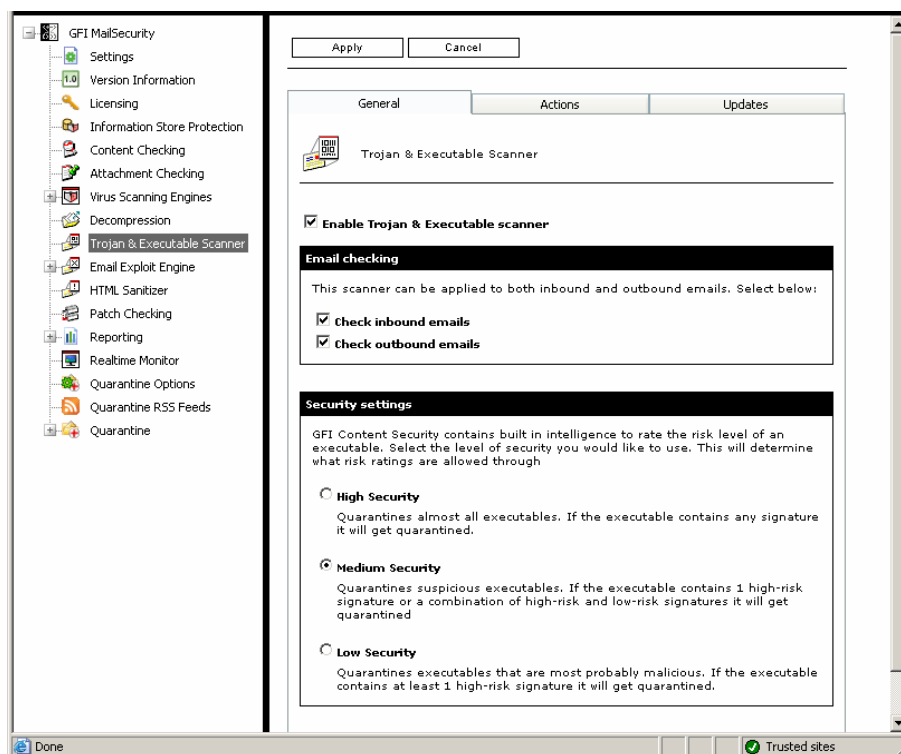 GFI MailSecurity
Settings
1.0
Version Information
Licensing
Information Store Protection
Content Checking
Attachment Checking
Virus Scanning Engines
Decompression
Trojan & Executable Scanner
Email Exploit Engine
HTML Sanitizer
Patch Checking
Reporting
Realtime Monitor
Quarantine Options
Quarantine RSS Feeds
Quarantine
Apply
Cancel
General
Actions
Updates
Trojan & Executable Scanner
Enable Trojan & Executable scanner
Email checking
This scanner can be applied to both inbound and outbound emails. Select below:
Check inbound emails
Check outbound emails
Security settings
GFI Content Security contains built in intelligence to rate the risk level of an
executable. Select the level of security you would like to use. This will determine
what risk ratings are allowed through
High Security
Quarantines almost all executables. If the executable contains any signature
it will get quarantined.
Medium Security
Quarantines suspicious executables. If the executable contains 1 high-risk
signature or a combination of high-risk and low-risk signatures it will get
quarantined
Low Security
Quarantines executables that are most probably malicious. If the executable
contains at least 1 high-risk signature it will get quarantined.
Done
Trusted sites